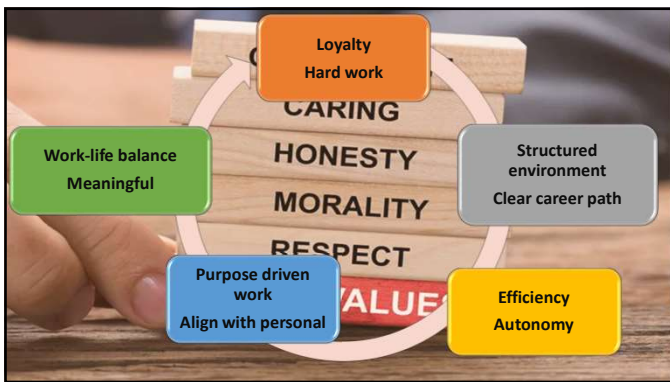 Loyalty
Hard work
CARING
Work-life balance
Meaningful
HONESTY
Structured
environment
Clear career path
MORALITY
RESPECT
Purpose driven
work
Align with personal
Efficiency
Autonomy